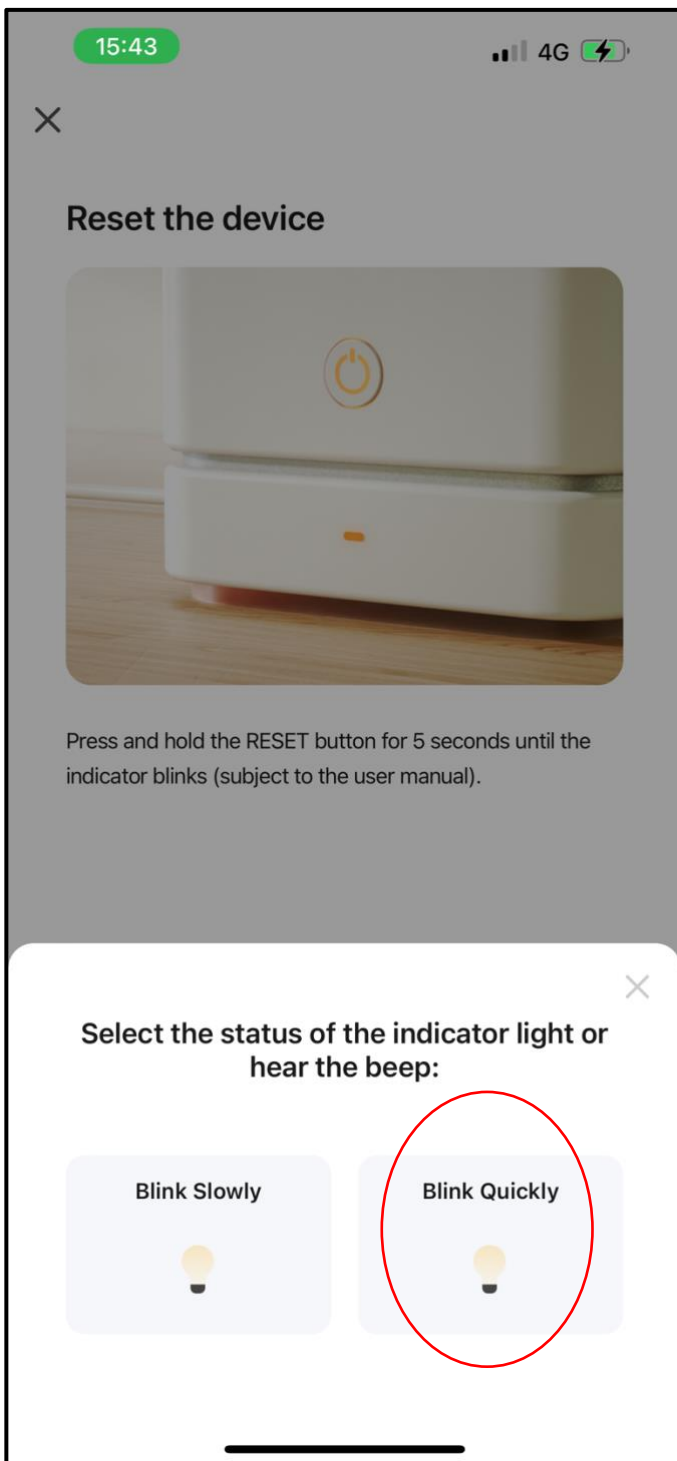 15:43
4G
Reset the device
Press and hold the RESET button for 5 seconds until the
indicator blinks (subject to the user manual).
Select the status of the indicator light or
hear the beep:
Blink Slowly
Blink Quickly